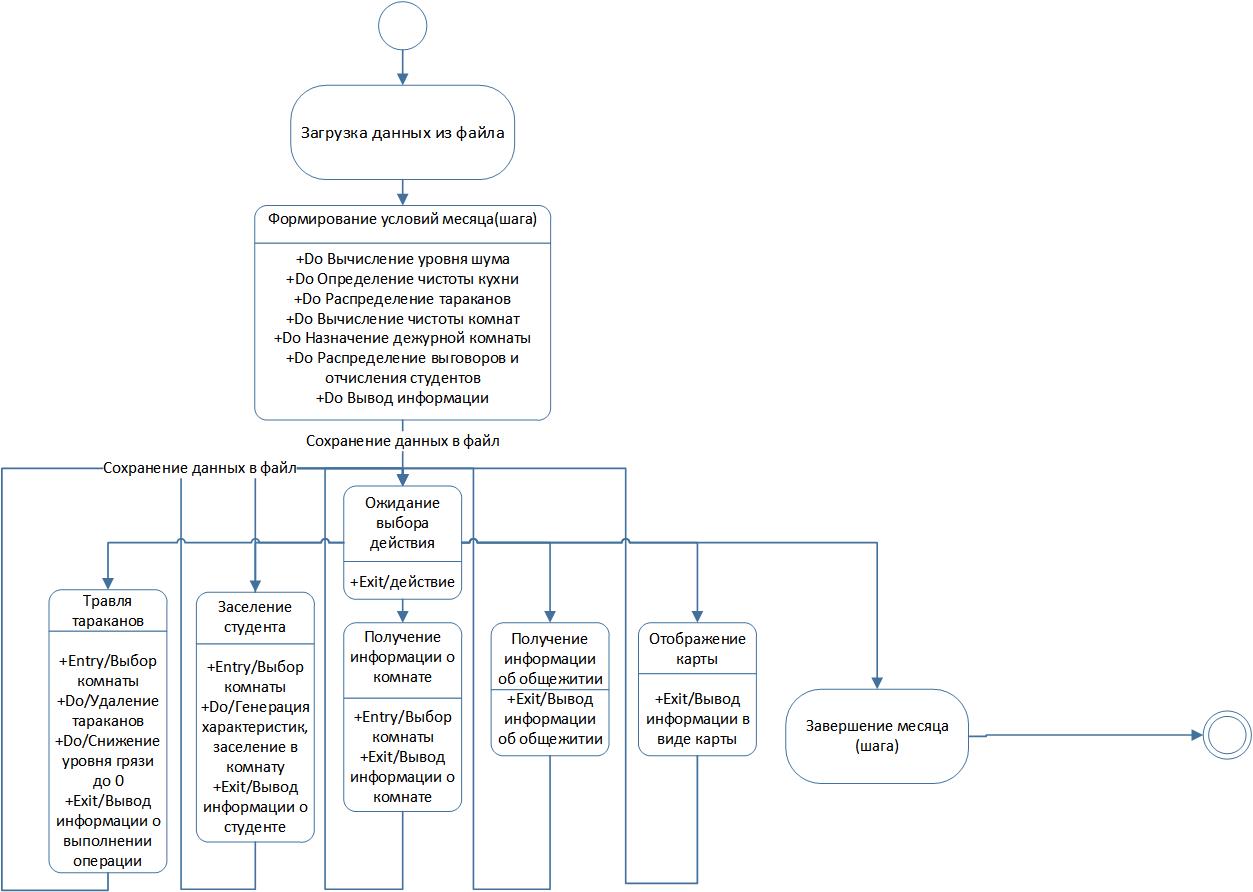 Загрузка данных из файла
Формирование условий месяца(шага)
+Do Вычисление уровня шума
+Do Определение чистоты кухни
+Do Распределение тараканов
+Do Вычисление чистоты комнат
+Do Назначение дежурной комнаты
+Do Распределение выговоров и
отчисления студентов
+Do Вывод информации
Сохранение данных в файл
Сохранение данных в файл
Ожидание
выбора
действия
+Exit/действие
Травля
тараканов
+Entry/Выбор
комнаты
+Do/Удаление
тараканов
+Do/Снижение
уровня грязи
до 0
+Exit/Вывод
информации о
выполнении
операции
Заселение
студента
+Entry/Выбор
комнаты
+Do/Генерация
характеристик,
заселение в
комнату
+Exit/Вывод
информации о
студенте
Получение
информации о
комнате
+Entry/Выбор
комнаты
+Exit/Вывод
информации о
комнате
Получение
информации
об общежитии
+Exit/Вывод
информации
об общежитии
Отображение
карты
+Exit/Вывод
информации в
виде карты
Завершение месяца
(шага)